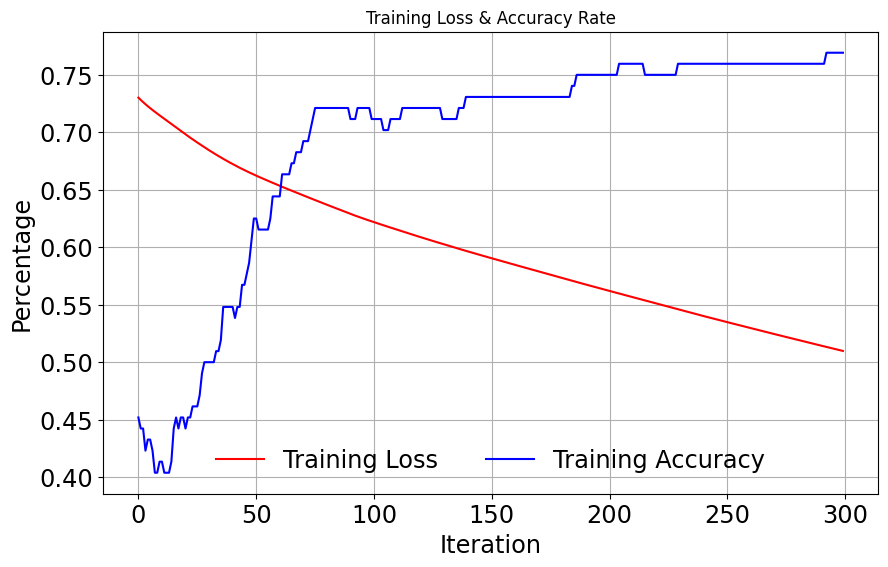 Training Loss & Accuracy Rate
Percentage
0.75
0.70
0.65
0.60
0.55
0.50
0.45
0.40
Training Loss Training Accuracy
0 50 100 150 200 250 300
Iteration